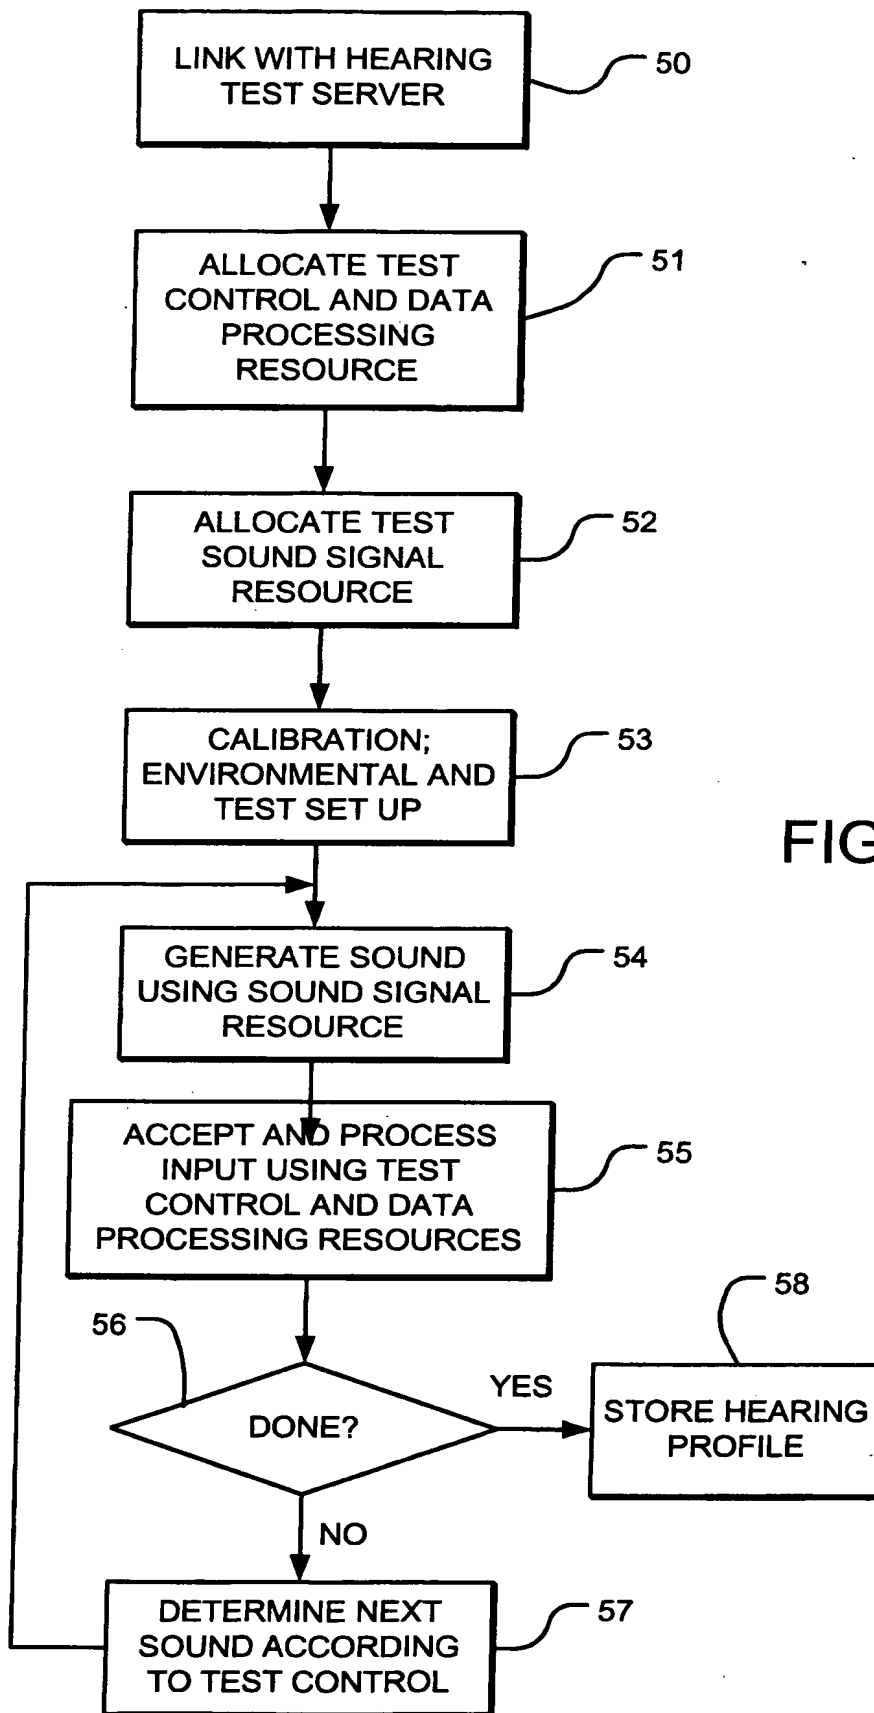 LINK WITH HEARING
TEST SERVER
50
ALLOCATE TEST
CONTROL AND DATA
PROCESSING
RESOURCE
51
ALLOCATE TEST
SOUND SIGNAL
RESOURCE
52
CALIBRATION;
ENVIRONMENTAL AND
TEST SET UP
53
FIG
GENERATE SOUND
USING SOUND SIGNAL
RESOURCE
54
ACCEPT AND PROCESS
INPUT USING TEST
CONTROL AND DATA
PROCESSING RESOURCES
55
56
DONE?
YES
58
STORE HEARING
PROFILE
NO
DETERMINE NEXT
SOUND ACCORDING
TO TEST CONTROL
57